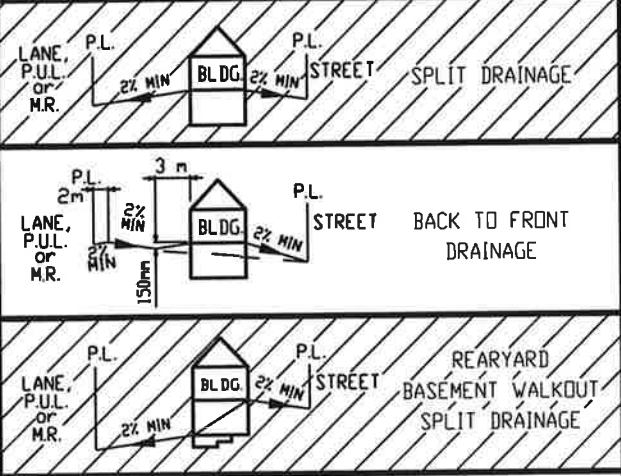 P.L.
P.L.
LANE,
P.U.L.
or
M.R.
2% MIN
BLDG.
2% MIN
STREET
SPLIT DRAINAGE
3 m
P.L.
2m
P.L.
2%
MIN
LANE,
P.U.L.
or
M.R.
2%
MIN
BLDG.
2% MIN
STREET
BACK TO FRONT
DRAINAGE
150mm
P.L.
P.L.
LANE,
P.U.L.
or
M.R.
2% MIN
BLDG.
2% MIN
STREET
REARYARD
BASEMENT WALKOUT
SPLIT DRAINAGE